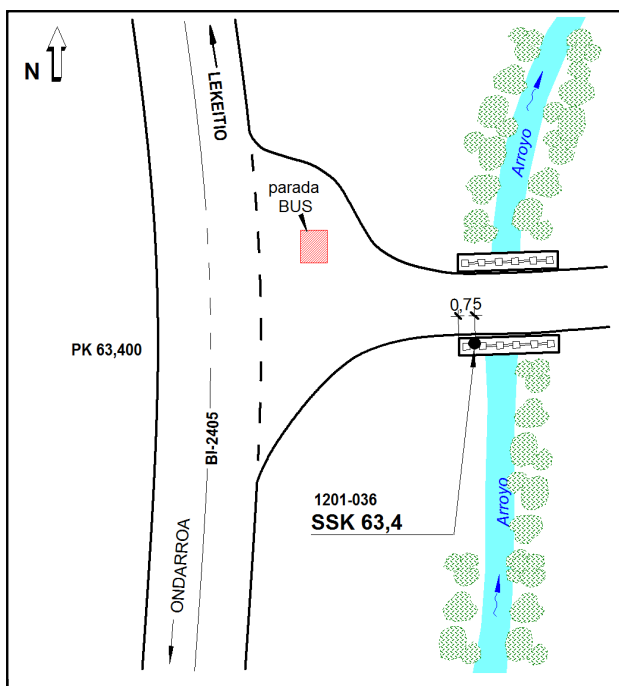 N
LEKEITIO
Arroyo
parada
BUS
0,75
PK 63,400
BI-2405
1201-036
SSK 63,4
Arroyo
ONDARROA